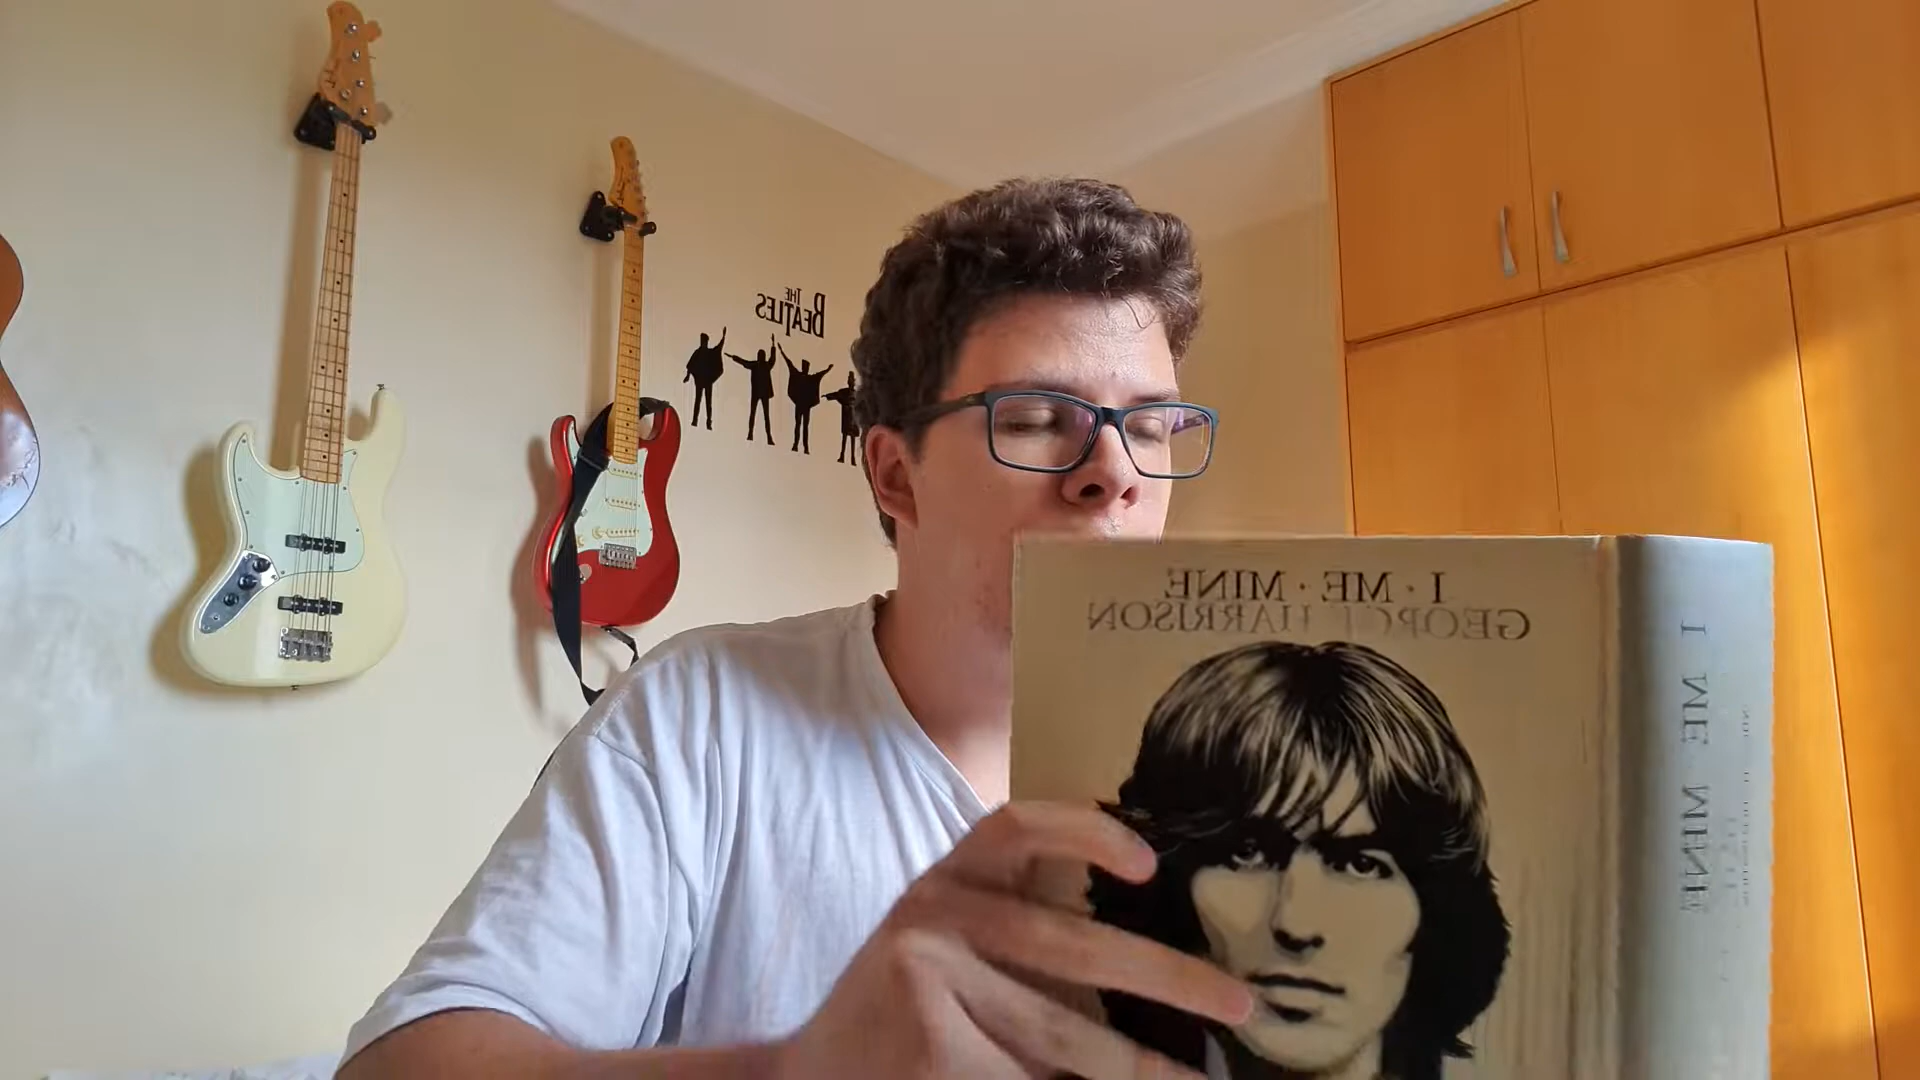 THE
BEATLES
I · ME · MINE
GEORGE HARRISON
I ME MINE